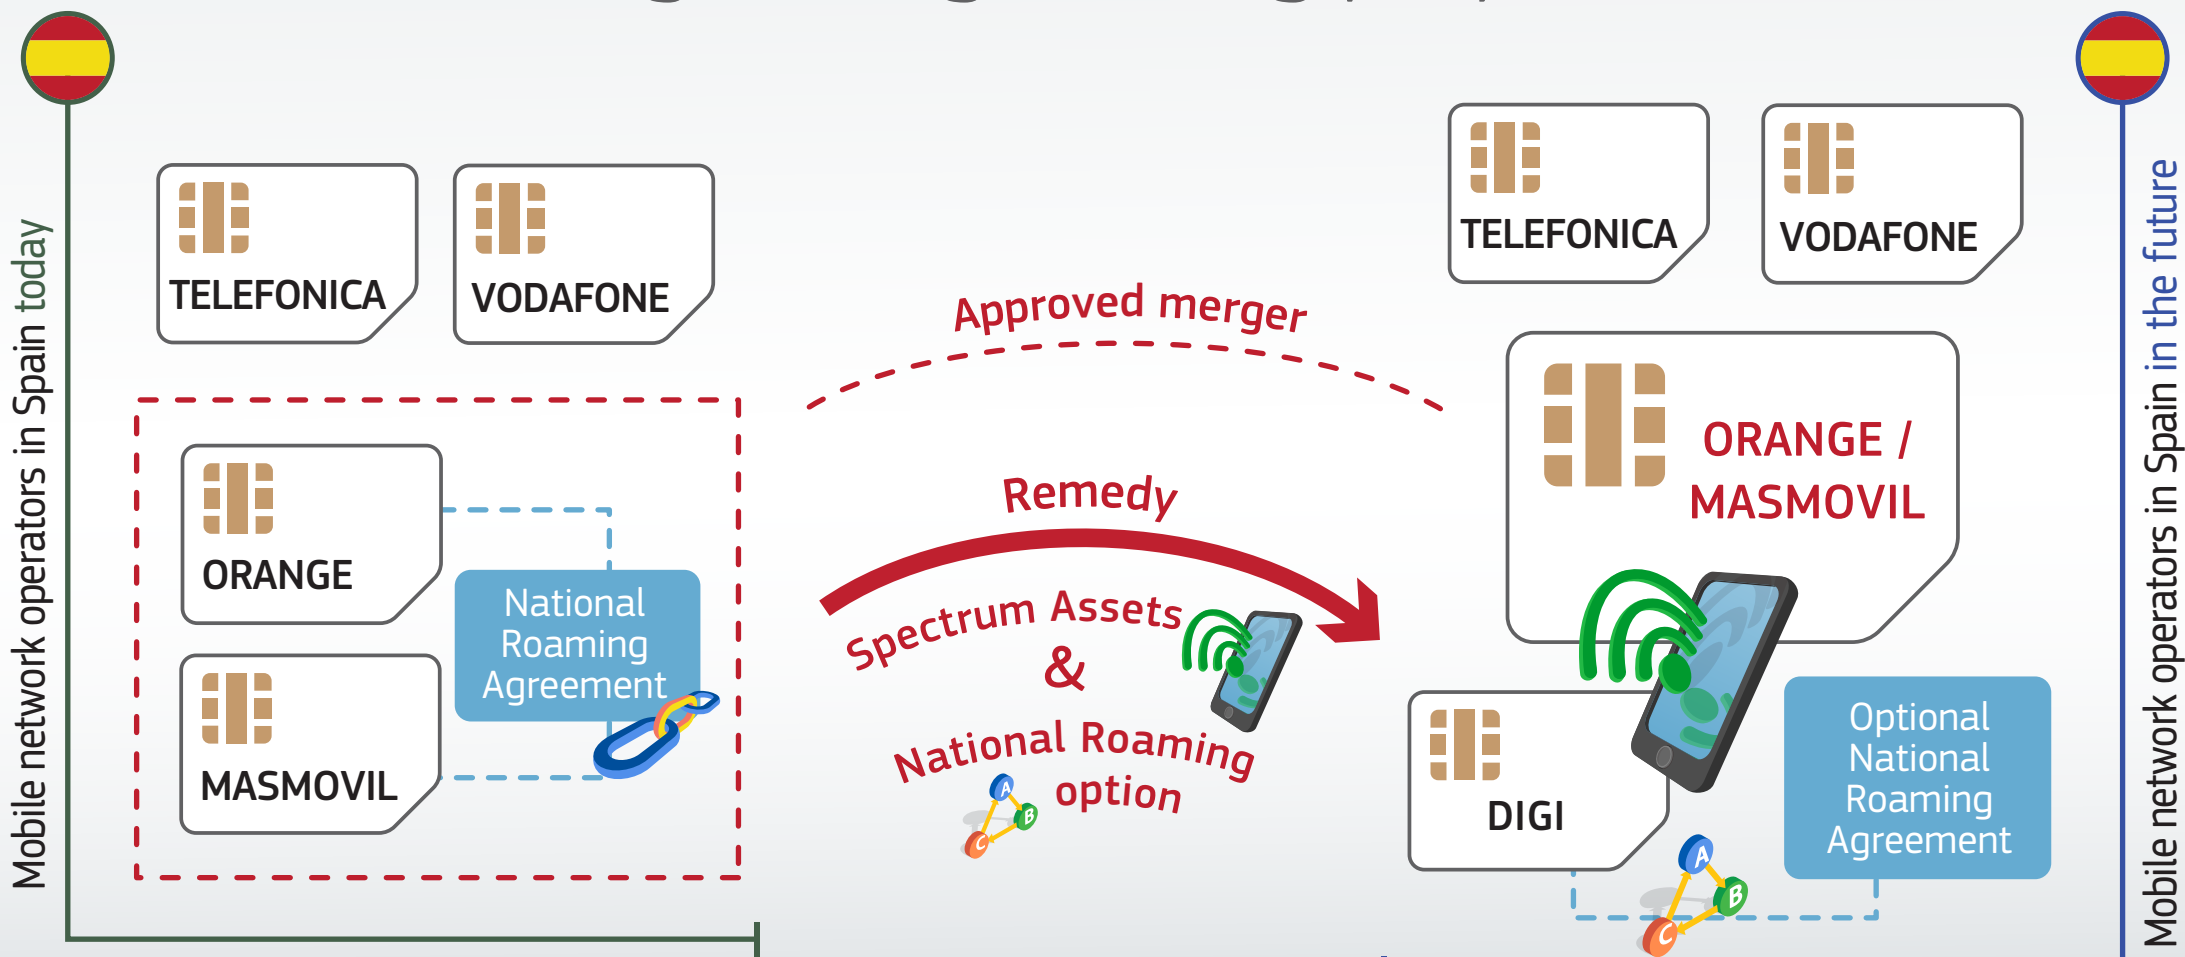 Mobile network operators in Spain today
TELEFONICA
VODAFONE
ORANGE
MASMOVIL
National
Roaming
Agreement
Approved merger
Remedy
Spectrum Assets
&
National Roaming
option
A
B
C
TELEFONICA
VODAFONE
ORANGE /
MASMOVIL
DIGI
Optional
National
Roaming
Agreement
A
B
C
Mobile network operators in Spain in the future